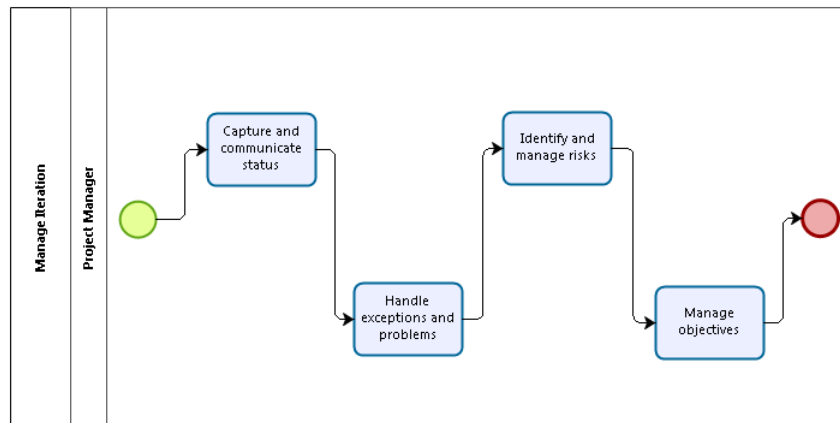 Manage Iteration
Project Manager
Capture and
communicate
status
Handle
exceptions and
problems
Identify and
manage risks
Manage
objectives